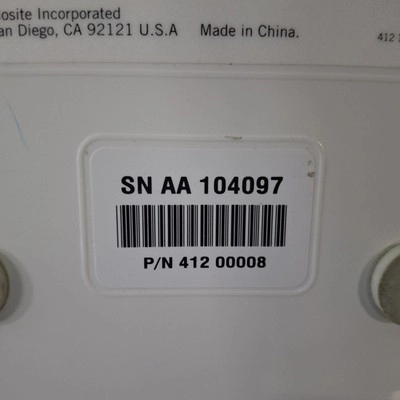 osite Incorporated
an Diego, CA 92121 U.S.A Made in China.
412
SN AA 104097
P/N 412 00008